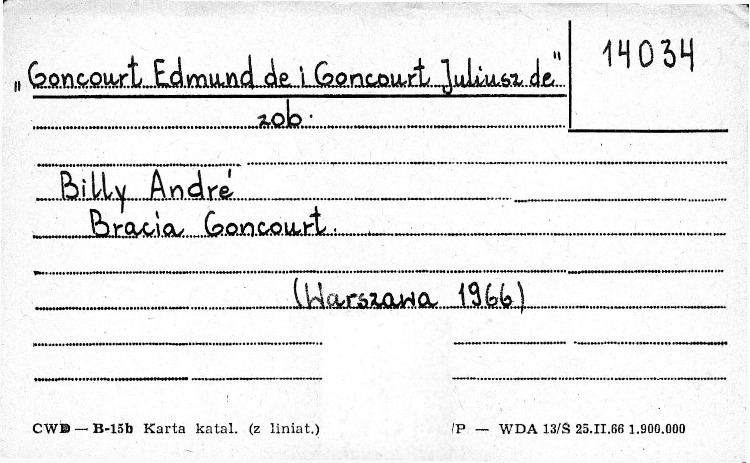 „Goncourt Edmund de i Goncourt Juliusz de"
14034
zob.
Billy André
Bracia Goncourt.
(Warszawa 1966)
CWD — B-15b Karta katal. (z liniat.) /P — WDA 13/S 25.II.66 1.900.000